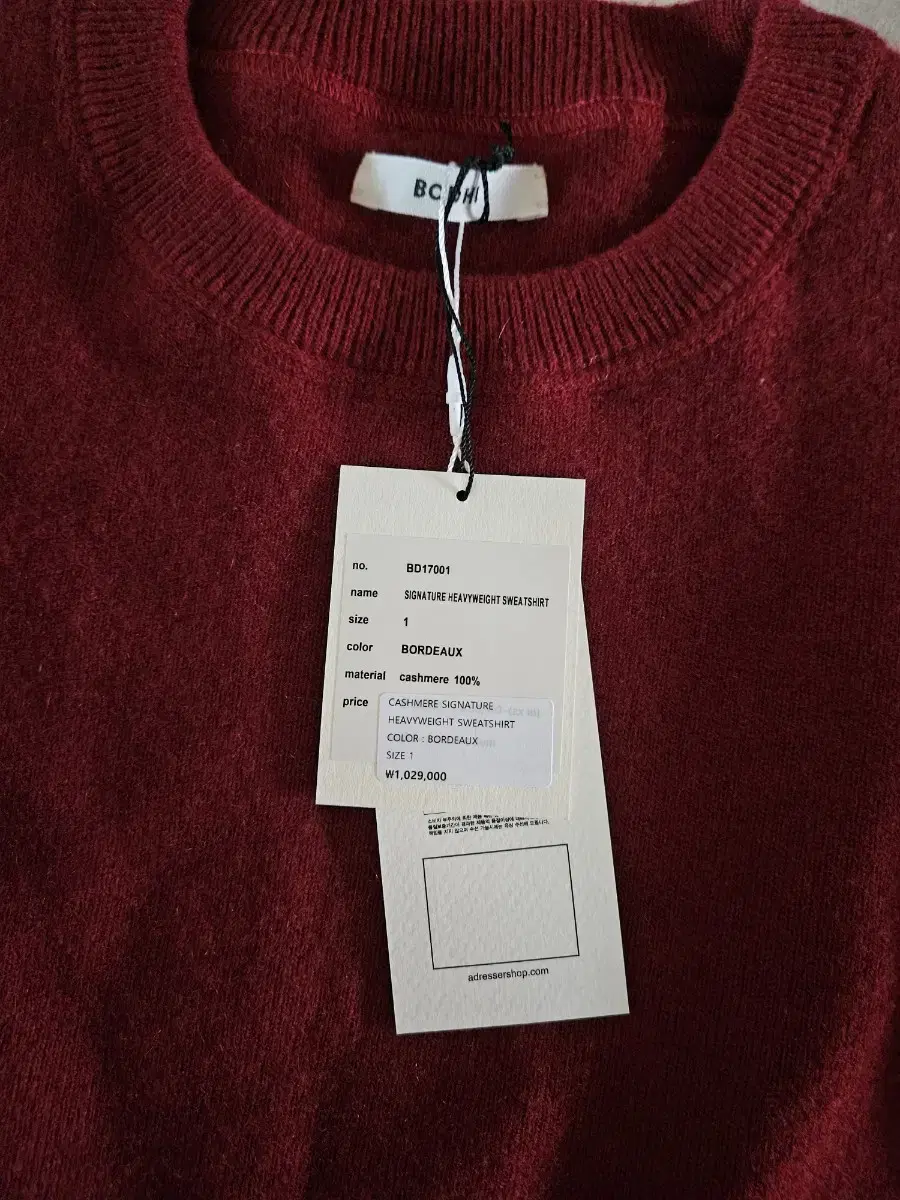 no. BD17001
name SIGNATURE HEAVYWEIGHT SWEATSHIRT
size 1
color BORDEAUX
material cashmere 100%
price
CASHMERE SIGNATURE
HEAVYWEIGHT SWEATSHIRT
COLOR : BORDEAUX
SIZE 1
₩1,029,000
adressershop.com